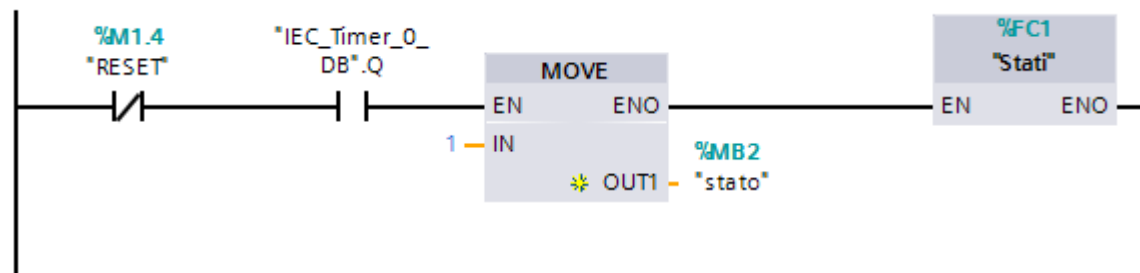 %M1.4
"RESET"
"IEC_Timer_0_
DB".Q
MOVE
EN ENO
1 IN
OUT1
%MB2
"stato"
%FC1
"Stati"
EN ENO